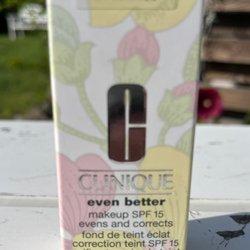 C
CLINIQUE
even better
makeup SPF 15
evens and corrects
fond de teint éclat
correction teint SPF 15